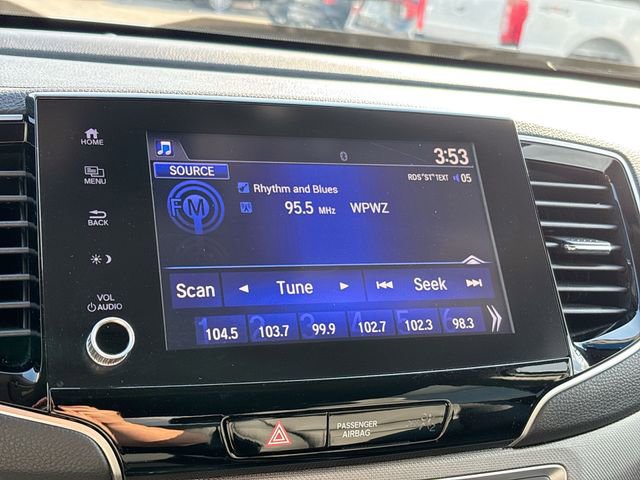 HOME
MENU
BACK
VOL
AUDIO
3:53
SOURCE
RDS "ST" TEXT 05
FM
Rhythm and Blues
95.5 MHz WPWZ
Scan Tune Seek
1 2 3 4 5 6
104.5 103.7 99.9 102.7 102.3 98.3
PASSENGER
AIRBAG